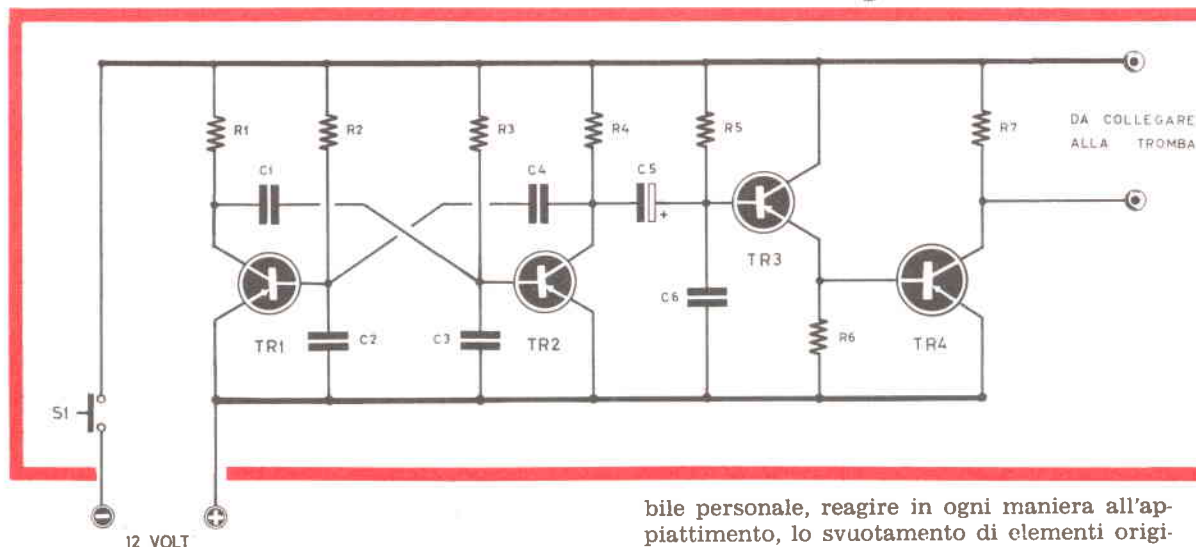 R1
R2
R3
R4
R5
R7
DA COLLEGARE
ALLA TROMBA
C1
C4
C5
+
TR3
C6
TR1
C2
C3
TR2
R6
TR4
S1
−
+
12 VOLT
bile personale, reagire in ogni maniera all'ap-
piattimento, lo svuotamento di elementi origi-